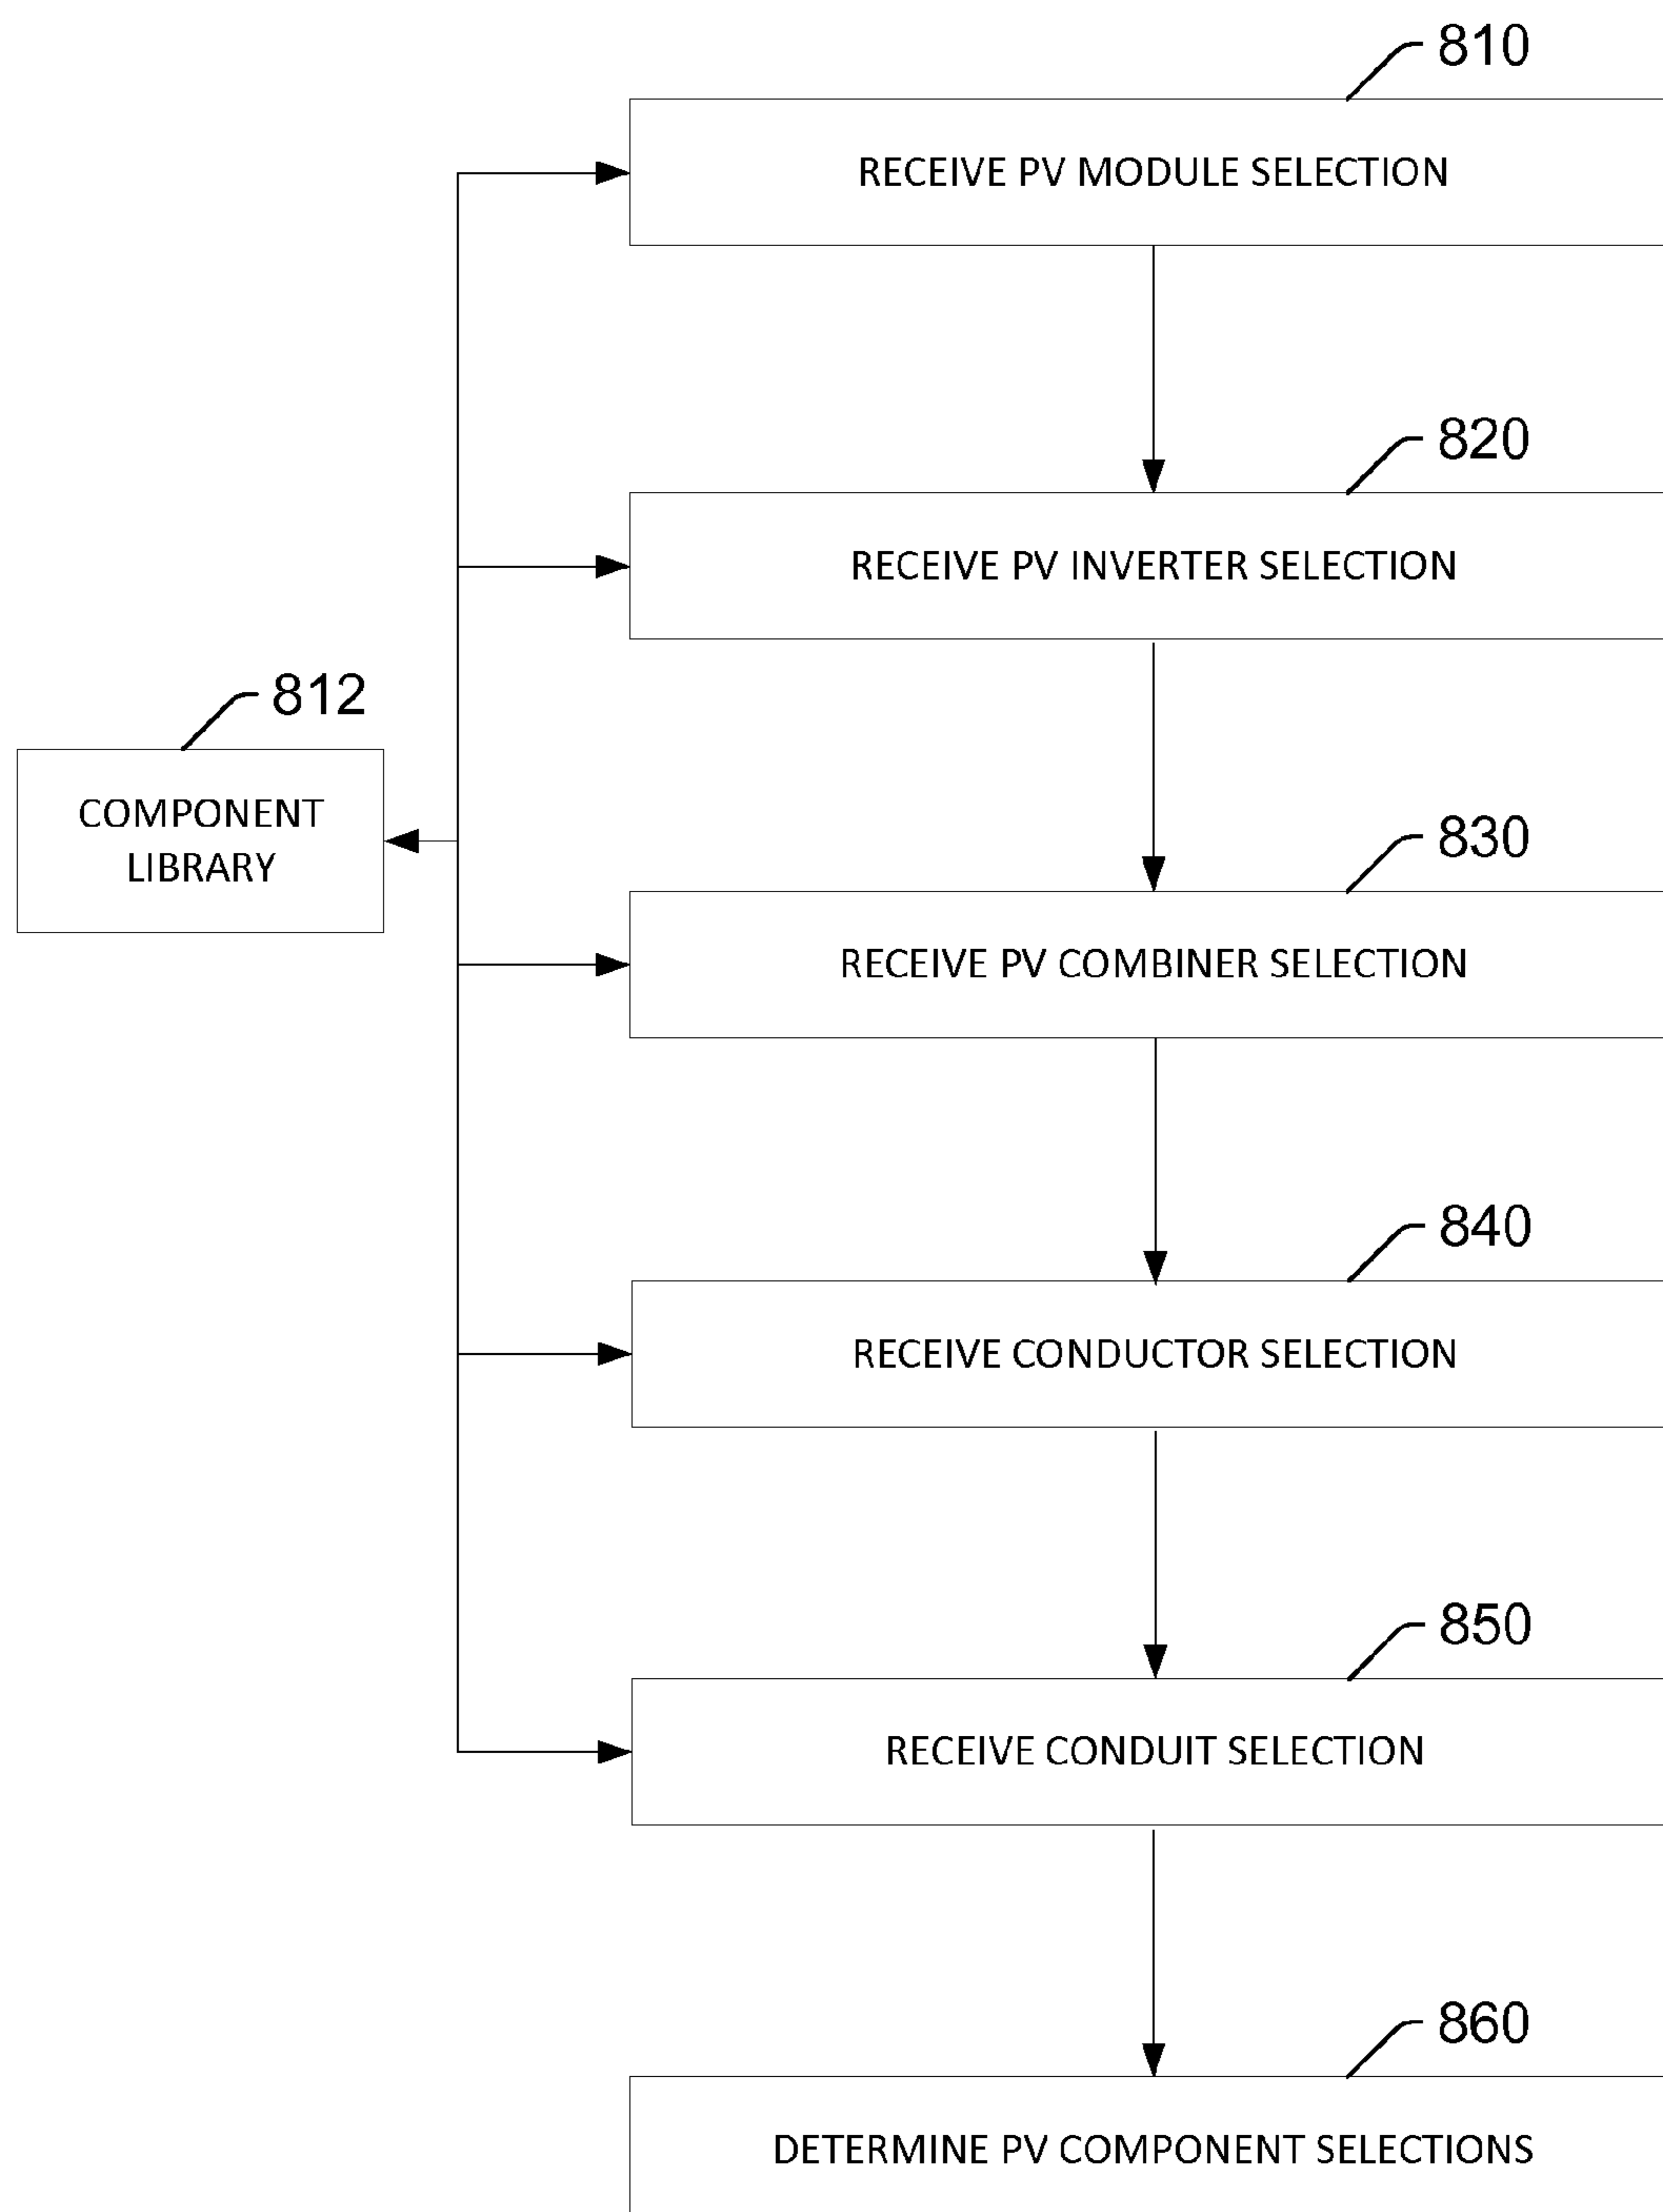 810
RECEIVE PV MODULE SELECTION
820
RECEIVE PV INVERTER SELECTION
812
COMPONENT
LIBRARY
830
RECEIVE PV COMBINER SELECTION
840
RECEIVE CONDUCTOR SELECTION
850
RECEIVE CONDUIT SELECTION
860
DETERMINE PV COMPONENT SELECTIONS